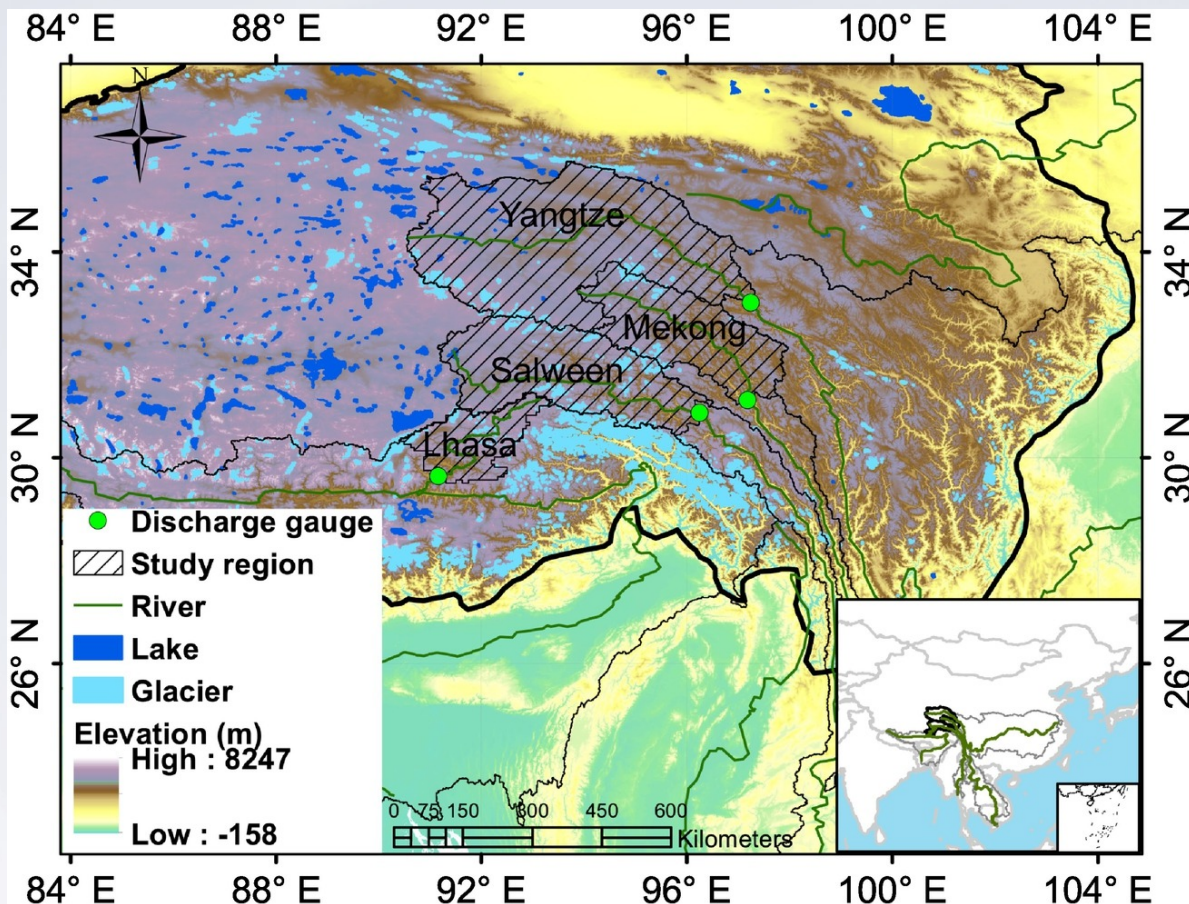 84° E 88° E 92° E 96° E 100° E 104° E
N
34° N
30° N
26° N
34° N
30° N
26° N
Yangtze
Mekong
Salween
Lhasa
Discharge gauge
Study region
River
Lake
Glacier
Elevation (m)
High : 8247
Low : -158
0 75 150 300 450 600
Kilometers
84° E 88° E 92° E 96° E 100° E 104° E